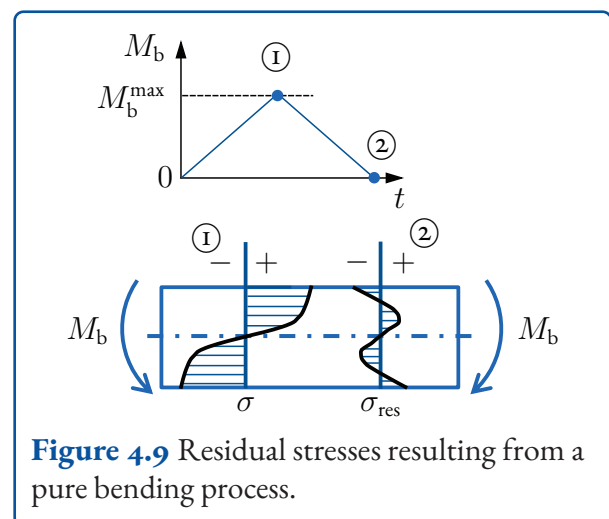 M_b
①
M_b^max
②
0
t
① − + − + ②
M_b M_b
σ σ_res
Figure 4.9 Residual stresses resulting from a
pure bending process.